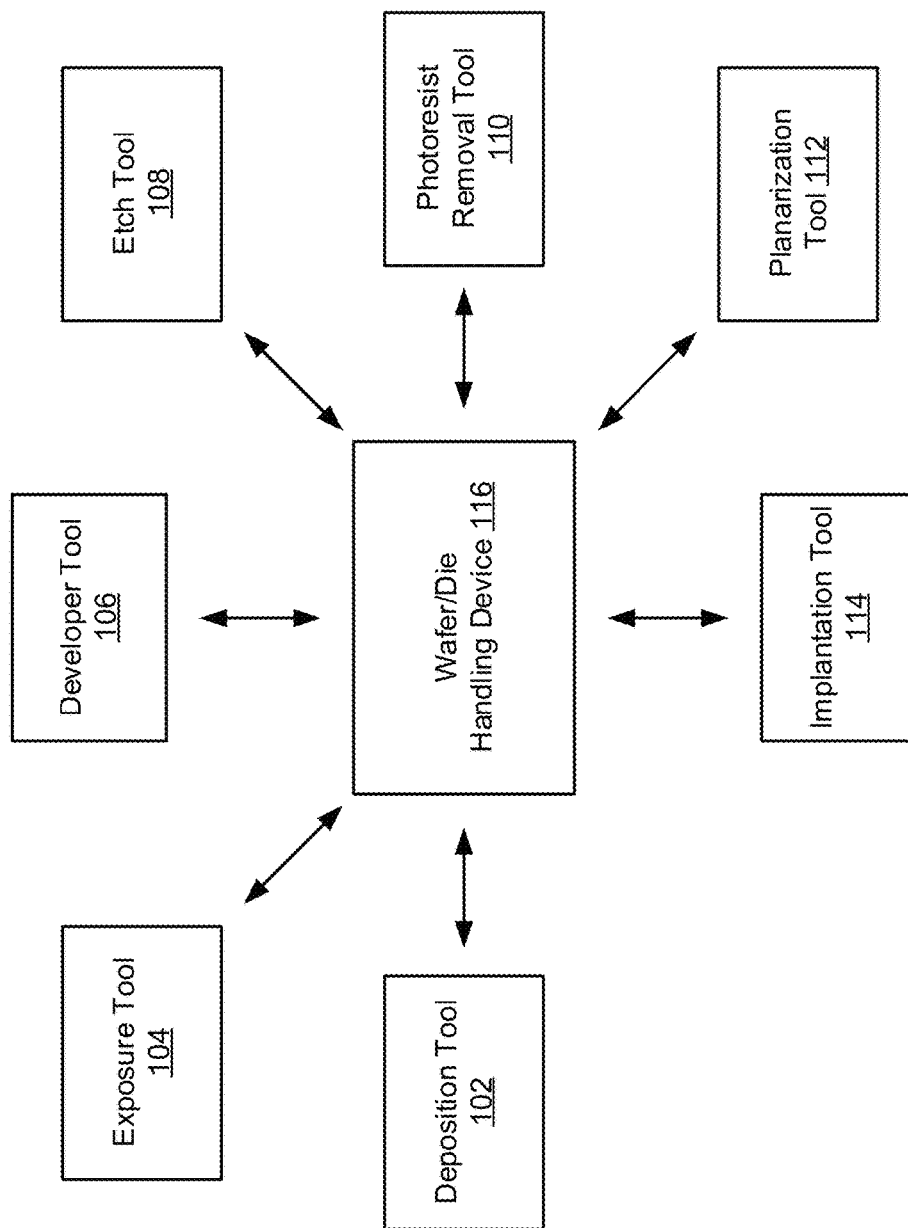 Exposure Tool
104
Developer Tool
106
Etch Tool
108
Deposition Tool
102
Wafer/Die
Handling Device 116
Photoresist
Removal Tool
110
Implantation Tool
114
Planarization
Tool 112